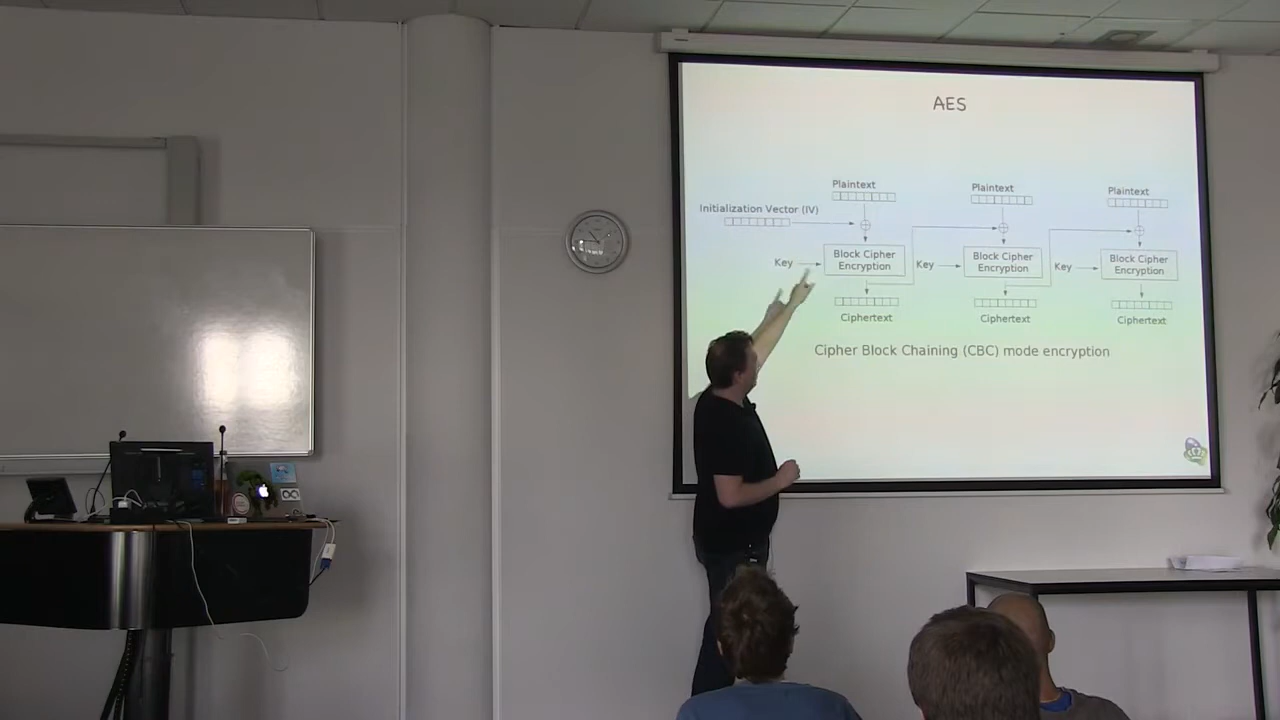 AES
Plaintext
Plaintext
Plaintext
Initialization Vector (IV)
Key
Block Cipher
Encryption
Key
Block Cipher
Encryption
Key
Block Cipher
Encryption
Ciphertext
Ciphertext
Ciphertext
Cipher Block Chaining (CBC) mode encryption